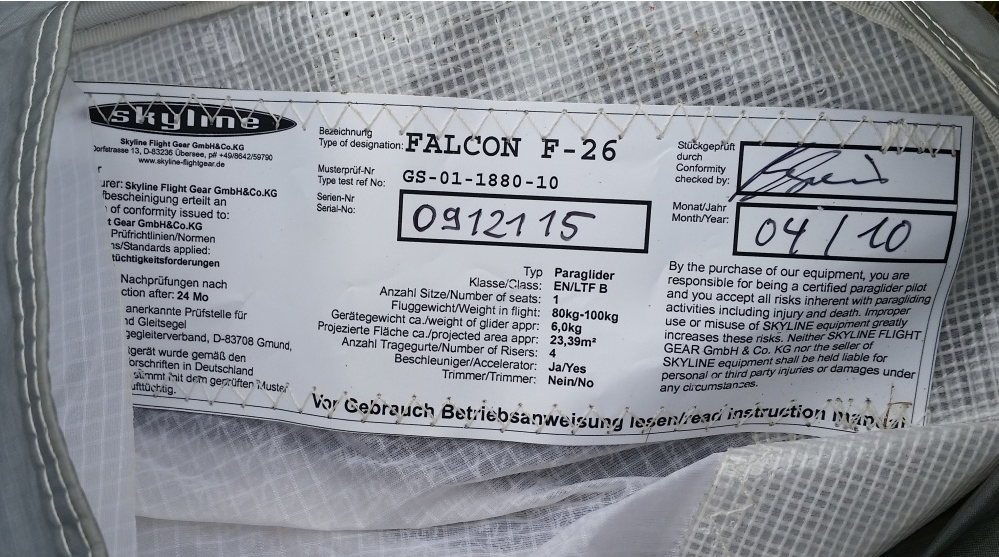 skyline
Skyline Flight Gear GmbH&Co.KG
Dorfstrasse 13, D-83236 Übersee, p# +49/8642/59790
www.skyline-flightgear.de
Skyline Flight Gear GmbH&Co.KG
bescheinigung erteilt an
of conformity issued to:
t Gear GmbH&Co.KG
Prüfrichtlinien/Normen
/Standards applied:
tüchtigkeitsforderungen
Nachprüfungen nach
ction after: 24 Mo
anerkannte Prüfstelle für
d Gleitsegel
egleiterverband, D-83708 Gmund,
gerät wurde gemäß den
orschriften in Deutschland
stimmt mit dem geprüften Muster
ufttüchtig.
Bezeichnung
Type of designation: FALCON F-26
Musterprüf-Nr
Type test ref No: GS-01-1880-10
Serien-Nr
Serial-No: 0912115
Typ Paraglider
Klasse/Class: EN/LTF B
Anzahl Sitze/Number of seats: 1
Fluggewicht/Weight in flight: 80kg-100kg
Gerätegewicht ca./weight of glider appr: 6,0kg
Projezierte Fläche ca./projected area appr: 23,39m²
Anzahl Tragegurte/Number of Risers: 4
Beschleuniger/Accelerator: Ja/Yes
Trimmer/Trimmer: Nein/No
Stückgeprüft
durch
Conformity
checked by:
Monat/Jahr
Month/Year: 04/10
By the purchase of our equipment, you are
responsible for being a certified paraglider pilot
and you accept all risks inherent with paragliding
activities including injury and death. Improper
use or misuse of SKYLINE equipment greatly
increases these risks. Neither SKYLINE FLIGHT
GEAR GmbH & Co. KG nor the seller of
SKYLINE equipment shall be held liable for
personal or third party injuries or damages under
any circumstances.
Vor Gebrauch Betriebsanweisung lesen/read instruction manual